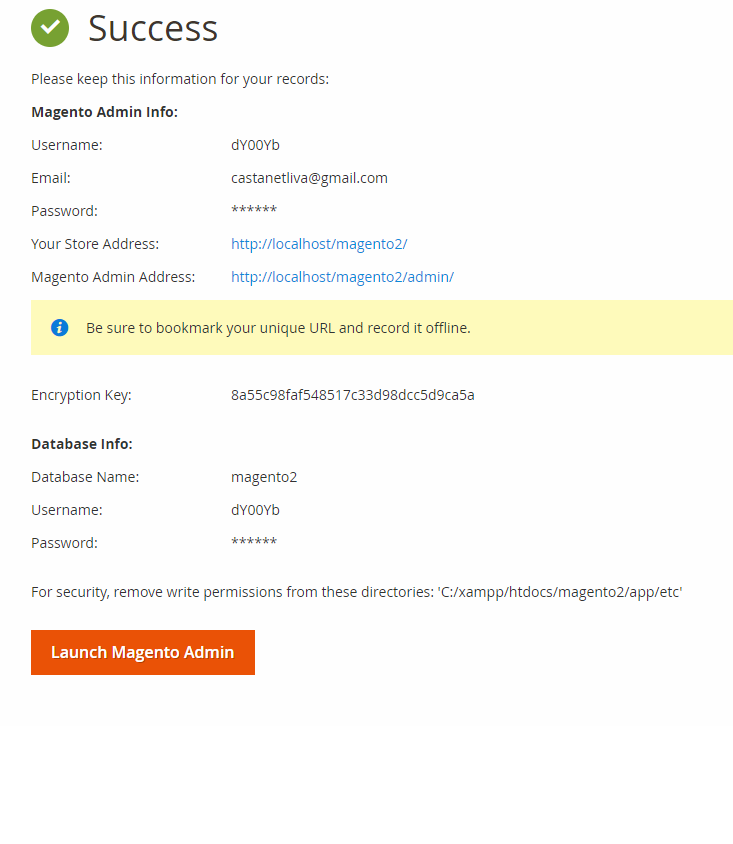 Success
Please keep this information for your records:
Magento Admin Info:
Username: dY00Yb
Email: castanetliva@gmail.com
Password: ******
Your Store Address: http://localhost/magento2/
Magento Admin Address: http://localhost/magento2/admin/
Be sure to bookmark your unique URL and record it offline.
Encryption Key: 8a55c98faf548517c33d98dcc5d9ca5a
Database Info:
Database Name: magento2
Username: dY00Yb
Password: ******
For security, remove write permissions from these directories: 'C:/xampp/htdocs/magento2/app/etc'
Launch Magento Admin